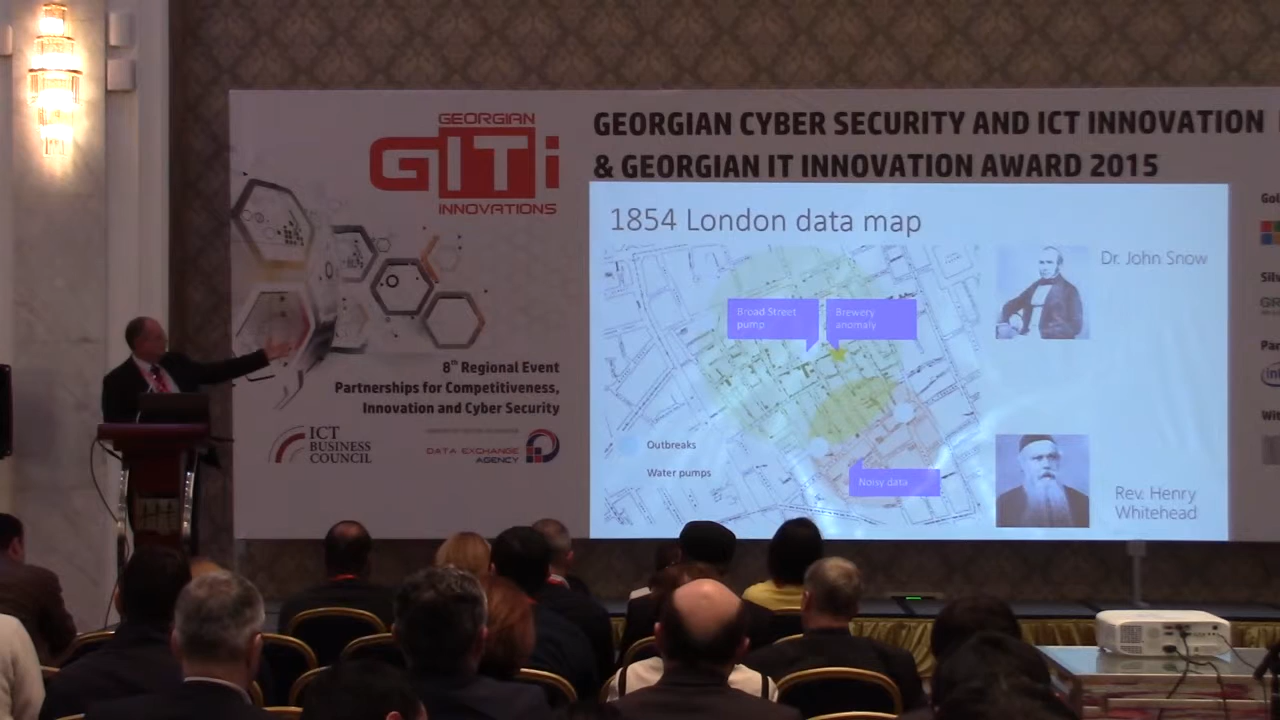 GEORGIAN
GITi
INNOVATIONS
GEORGIAN CYBER SECURITY AND ICT INNOVATION
& GEORGIAN IT INNOVATION AWARD 2015
8th Regional Event
Partnerships for Competitiveness,
Innovation and Cyber Security
ICT
BUSINESS
COUNCIL
DATA EXCHANGE
AGENCY
1854 London data map
Broad Street
pump
Brewery
anomaly
Outbreaks
Water pumps
Noisy data
Dr. John Snow
Rev. Henry
Whitehead